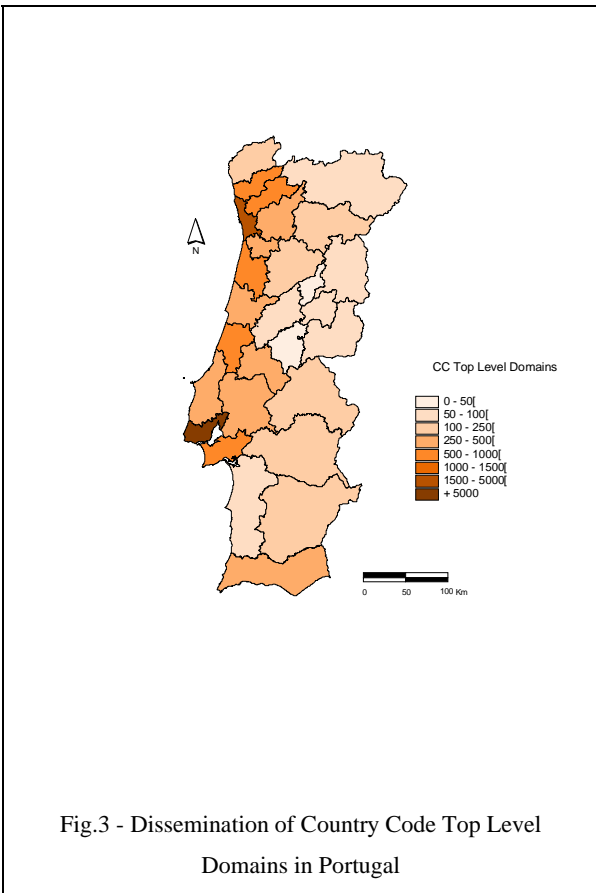 N
CC Top Level Domains
0 - 50[
50 - 100[
100 - 250[
250 - 500[
500 - 1000[
1000 - 1500[
1500 - 5000[
+ 5000
0 50 100 Km
Fig.3 - Dissemination of Country Code Top Level
Domains in Portugal